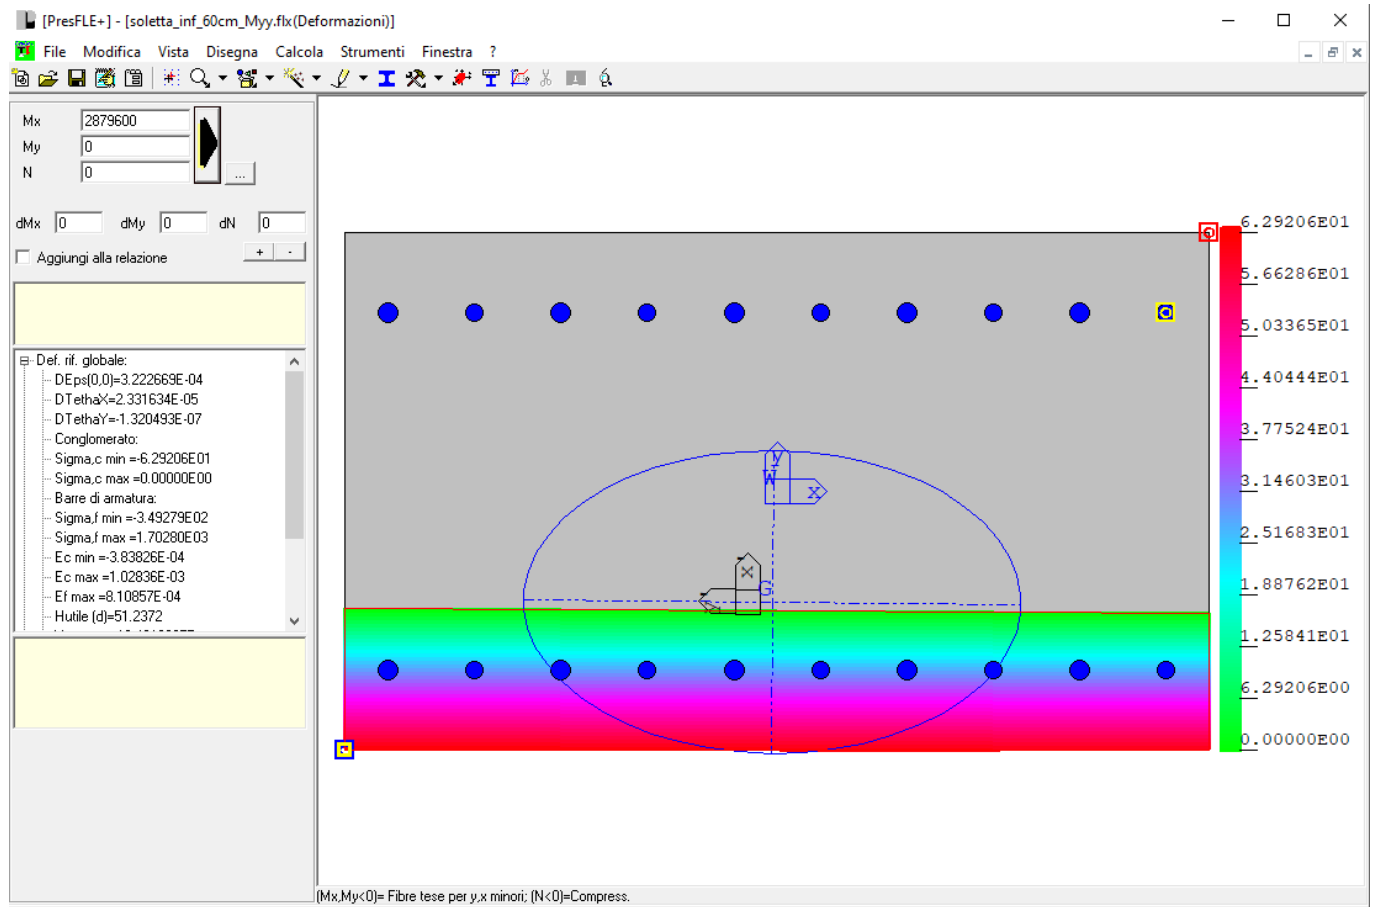 [PresFLE+] - [soletta_inf_60cm_Myy.flx(Deformazioni)]
File Modifica Vista Disegna Calcola Strumenti Finestra ?
Mx 2879600
My 0
N 0
...
dMx 0 dMy 0 dN 0
Aggiungi alla relazione + -
Def. rif. globale:
DEps(0,0)=3.222669E-04
DTethaX=2.331634E-05
DTethaY=-1.320493E-07
Conglomerato:
Sigma,c min =-6.29206E01
Sigma,c max =0.00000E00
Barre di armatura:
Sigma,f min =-3.49279E02
Sigma,f max =1.70280E03
Ec min =-3.83826E-04
Ec max =1.02836E-03
Ef max =8.10857E-04
Hutile (d)=51.2372
y
W
x
x
G
6.29206E01
5.66286E01
5.03365E01
4.40444E01
3.77524E01
3.14603E01
2.51683E01
1.88762E01
1.25841E01
6.29206E00
0.00000E00
(Mx,My<0)= Fibre tese per y,x minori; (N<0)=Compress.